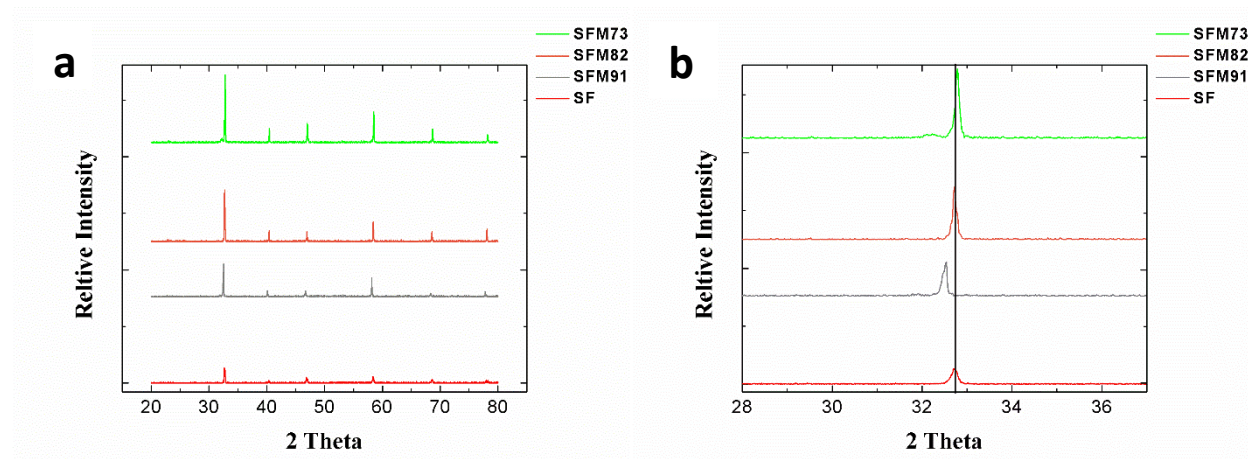 a
SFM73
SFM82
SFM91
SF
Reltive Intensity
20 30 40 50 60 70 80
2 Theta
b
SFM73
SFM82
SFM91
SF
Reltive Intensity
28 30 32 34 36
2 Theta